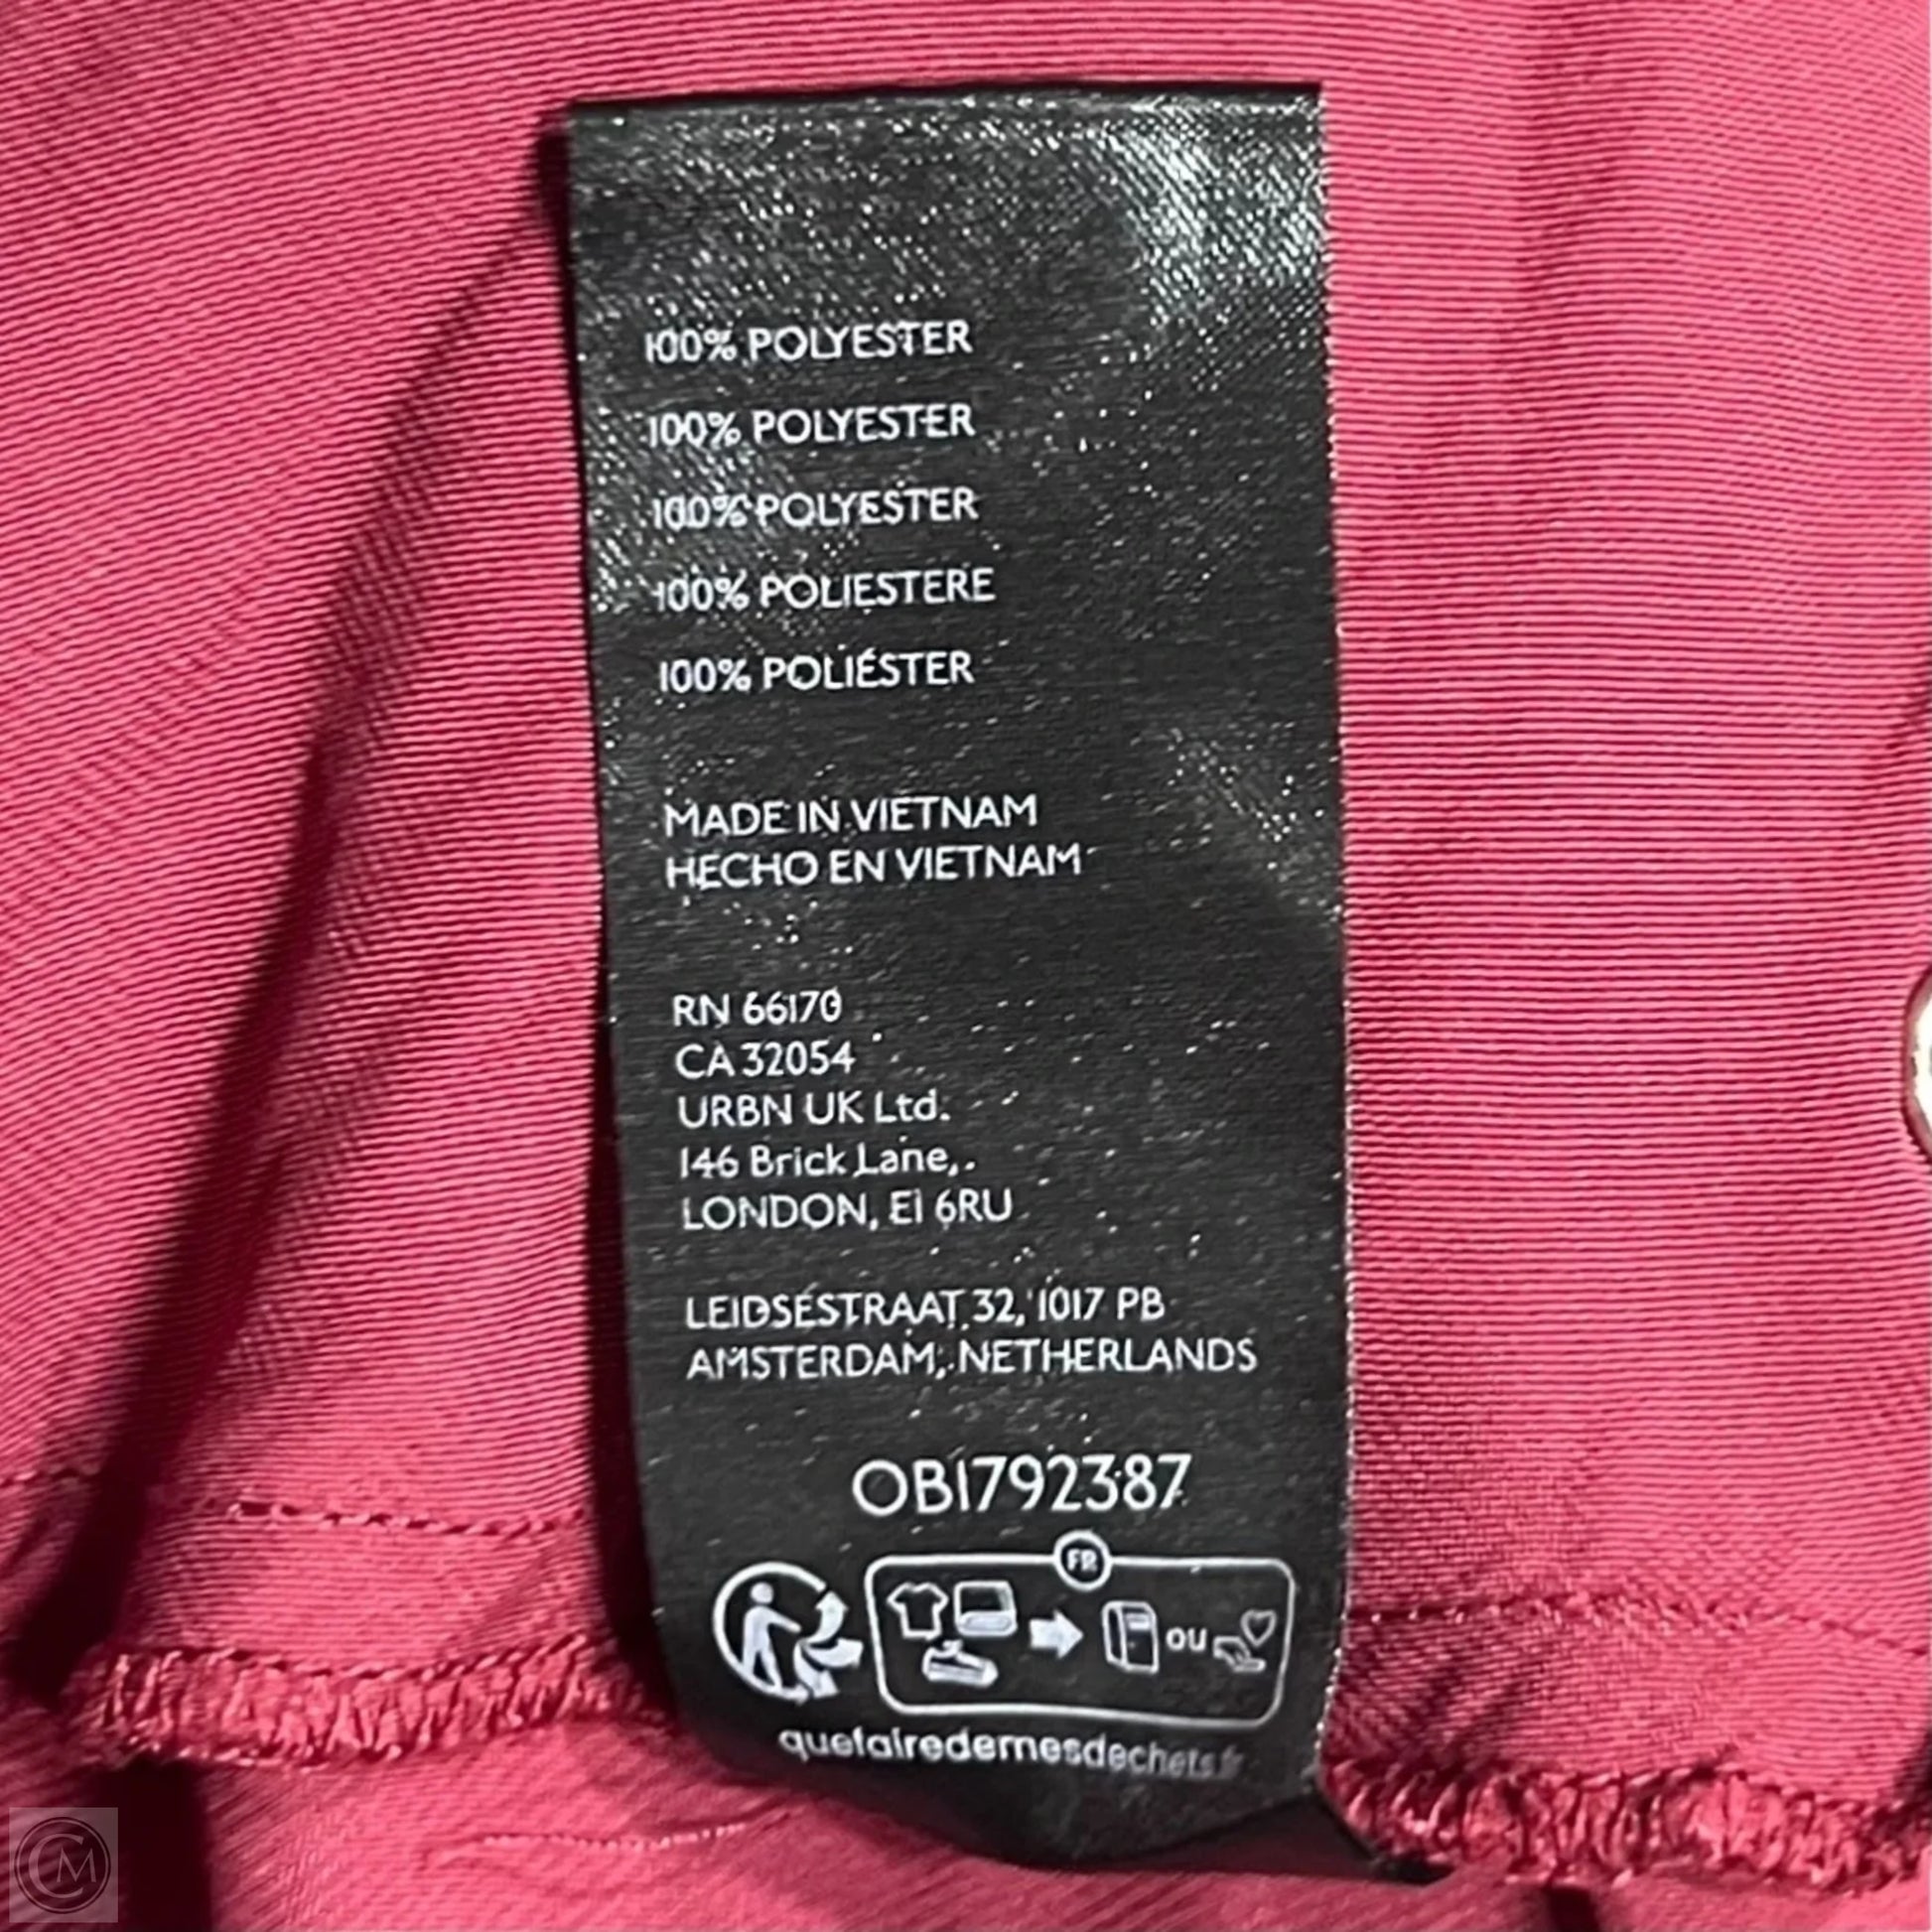 100% POLYESTER
100% POLYESTER
100% POLYESTER
100% POLIESTERE
100% POLIÉSTER
MADE IN VIETNAM
HECHO EN VIETNAM
RN 66170
CA 32054
URBN UK Ltd.
146 Brick Lane,
LONDON, E1 6RU
LEIDSESTRAAT 32, 1017 PB
AMSTERDAM, NETHERLANDS
OB1792387
FR
ou
quefairedemesdechets.fr
CM